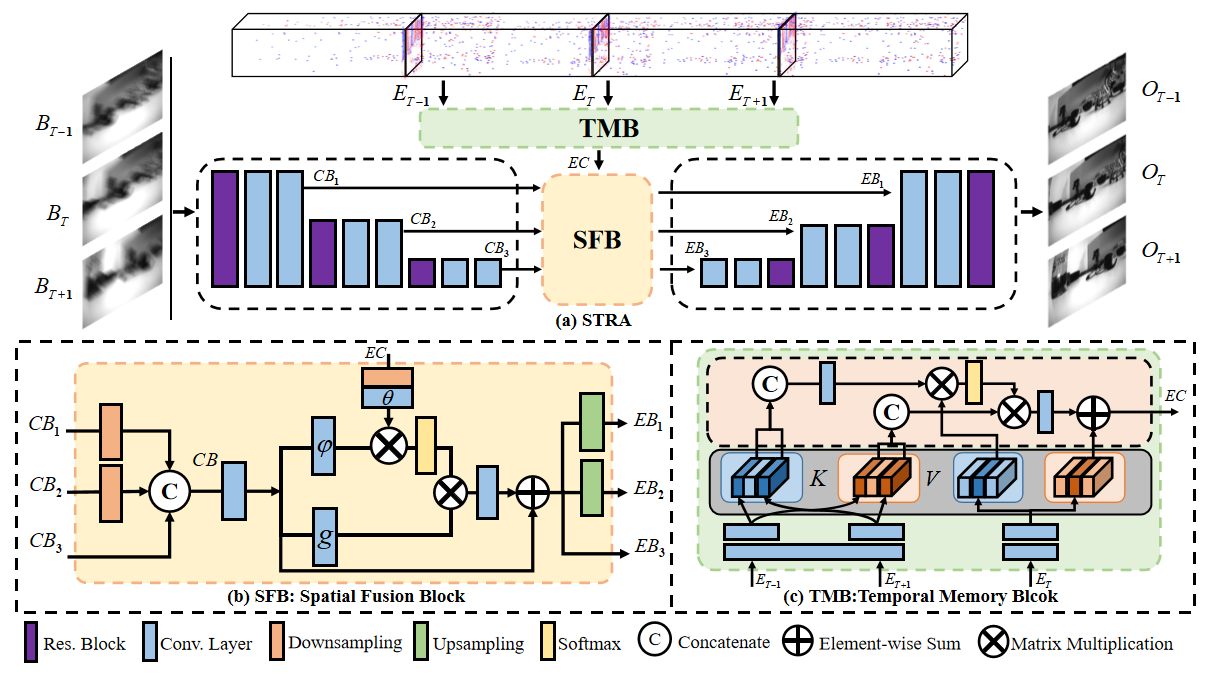 E_{T-1} E_T E_{T+1}
TMB
EC
B_{T-1}
B_T
B_{T+1}
CB_1
CB_2
CB_3
SFB
EB_1
EB_2
EB_3
O_{T-1}
O_T
O_{T+1}
(a) STRA
EC
θ
CB_1
CB_2
CB_3
C
CB
φ
g
EB_1
EB_2
EB_3
(b) SFB: Spatial Fusion Block
C
C
EC
K V
E_{T-1} E_{T+1} E_T
(c) TMB:Temporal Memory Blcok
Res. Block Conv. Layer Downsampling Upsampling Softmax C Concatenate Element-wise Sum Matrix Multiplication